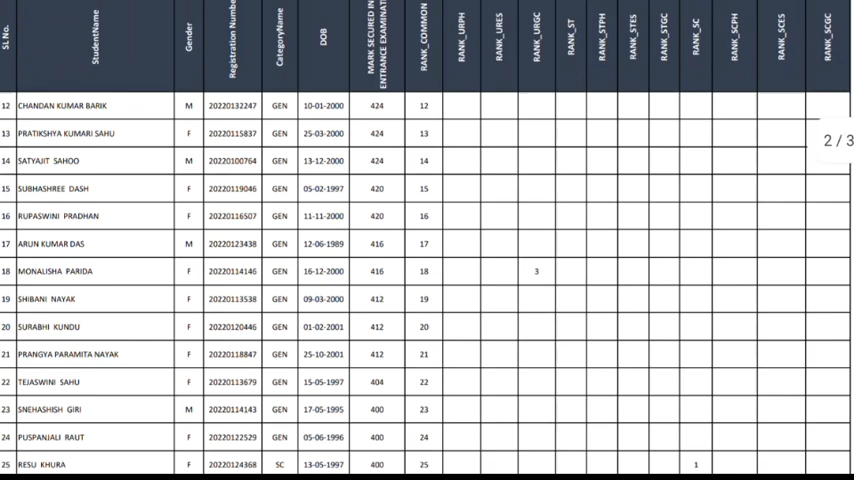 SL No. StudentName Gender Registration Numbe CategoryName DOB MARK SECURED IN ENTRANCE EXAMINAT RANK_COMMON RANK_URPH RANK_URES RANK_URGC RANK_ST RANK_STPH RANK_STES RANK_STGC RANK_SC RANK_SCPH RANK_SCES RANK_SCGC
12 CHANDAN KUMAR BARIK M 20220132247 GEN 10-01-2000 424 12
13 PRATIKSHYA KUMARI SAHU F 20220115837 GEN 25-03-2000 424 13
2 / 3
14 SATYAJIT SAHOO M 20220100764 GEN 13-12-2000 424 14
15 SUBHASHREE DASH F 20220119046 GEN 05-02-1997 420 15
16 RUPASWINI PRADHAN F 20220116507 GEN 11-11-2000 420 16
17 ARUN KUMAR DAS M 20220123438 GEN 12-06-1989 416 17
18 MONALISHA PARIDA F 20220114146 GEN 16-12-2000 416 18 3
19 SHIBANI NAYAK F 20220113538 GEN 09-03-2000 412 19
20 SURABHI KUNDU F 20220120446 GEN 01-02-2001 412 20
21 PRANGYA PARAMITA NAYAK F 20220118847 GEN 25-10-2001 412 21
22 TEJASWINI SAHU F 20220113679 GEN 15-05-1997 404 22
23 SNEHASHISH GIRI M 20220114143 GEN 17-05-1995 400 23
24 PUSPANJALI RAUT F 20220122529 GEN 05-06-1996 400 24
25 RESU KHURA F 20220124368 SC 13-05-1997 400 25 1